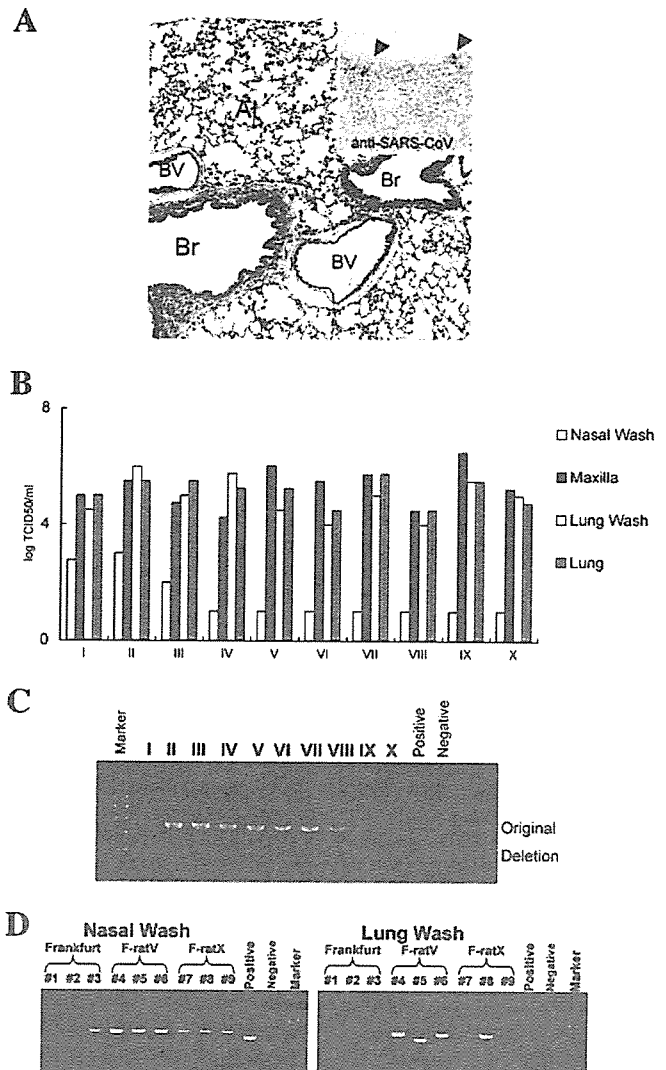 A
Al
anti-SARS-CoV
BV
Br
Br
BV
B
8
4
0
log TCID50/ml
Nasal Wash
Maxilla
Lung Wash
Lung
I II III IV V VI VII VIII IX X
C
Marker I II III IV V VI VII VIII IX X Positive Negative
Original
Deletion
D
Nasal Wash
Frankfurt F-ratV F-ratX
#1 #2 #3 #4 #5 #6 #7 #8 #9 Positive Negative Marker
Lung Wash
Frankfurt F-ratV F-ratX
#1 #2 #3 #4 #5 #6 #7 #8 #9 Positive Negative Marker